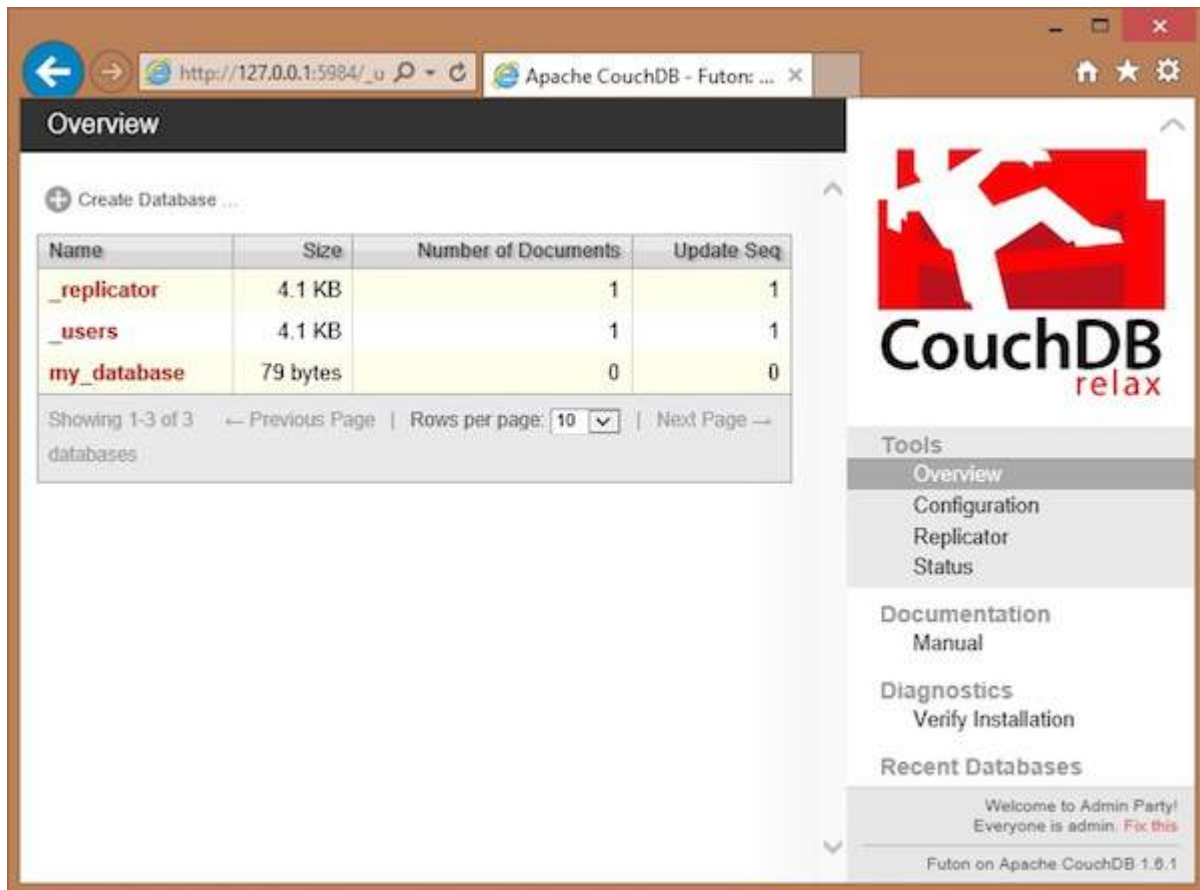 http://127.0.0.1:5984/_u
Apache CouchDB - Futon: ...
Overview
Create Database ...
Name Size Number of Documents Update Seq
_replicator 4.1 KB 1 1
_users 4.1 KB 1 1
my_database 79 bytes 0 0
Showing 1-3 of 3 ← Previous Page | Rows per page: 10 | Next Page →
databases
CouchDB
relax
Tools
Overview
Configuration
Replicator
Status
Documentation
Manual
Diagnostics
Verify Installation
Recent Databases
Welcome to Admin Party!
Everyone is admin. Fix this
Futon on Apache CouchDB 1.6.1